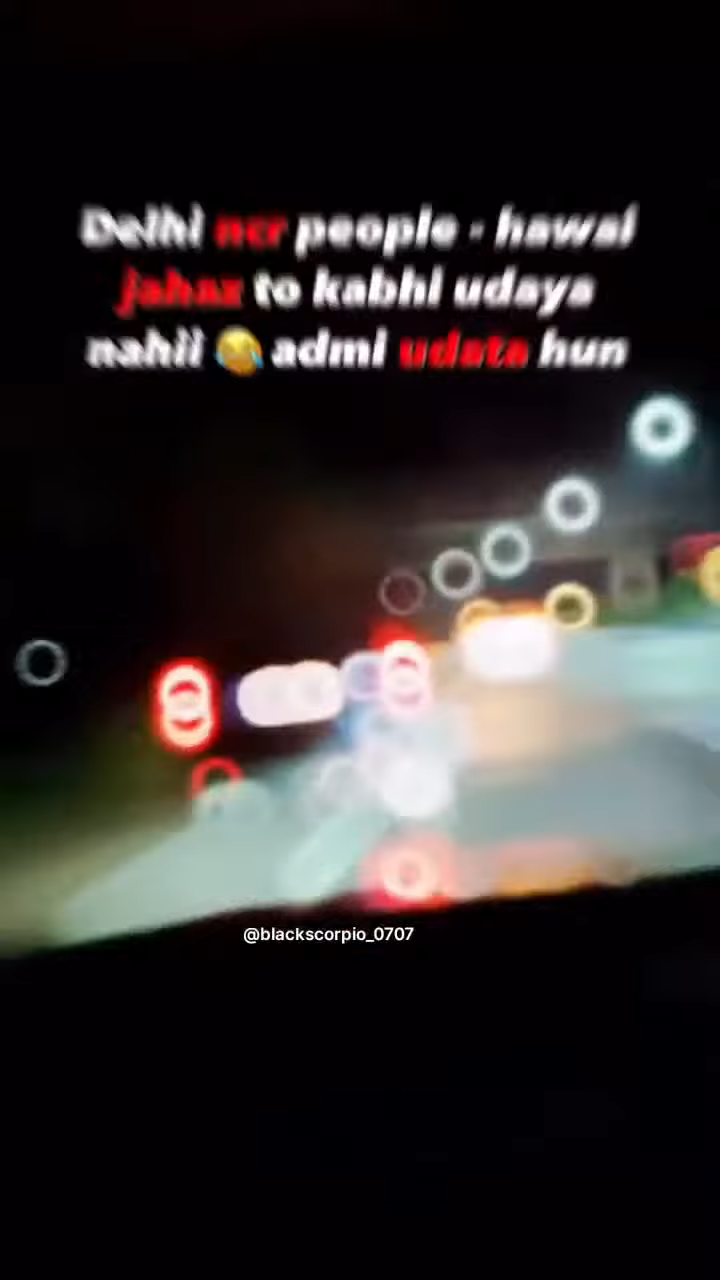 Delhi ncr people - hawai
jahaz to kabhi udaya
nahii 😂 admi udata hun
@blackscorpio_0707